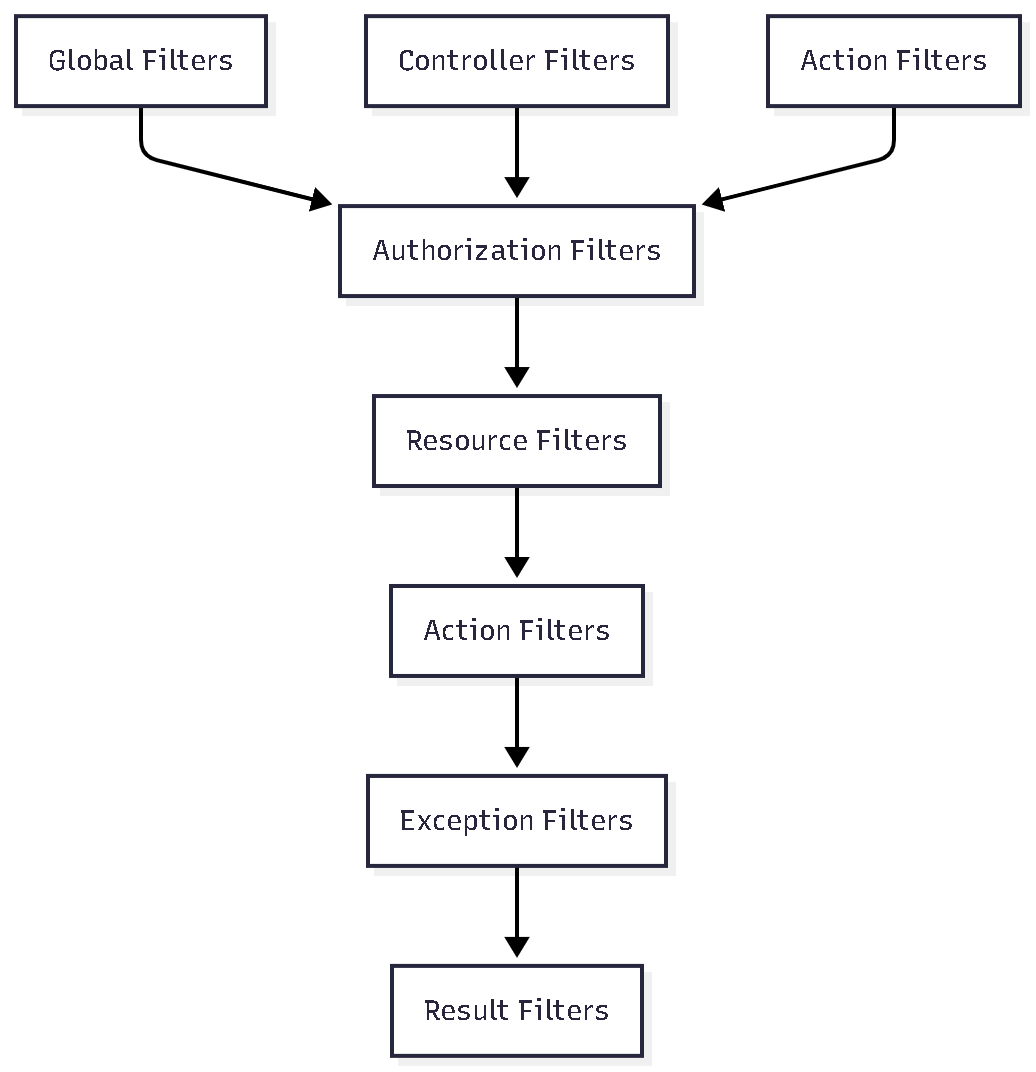 Global Filters
Controller Filters
Action Filters
Authorization Filters
Resource Filters
Action Filters
Exception Filters
Result Filters